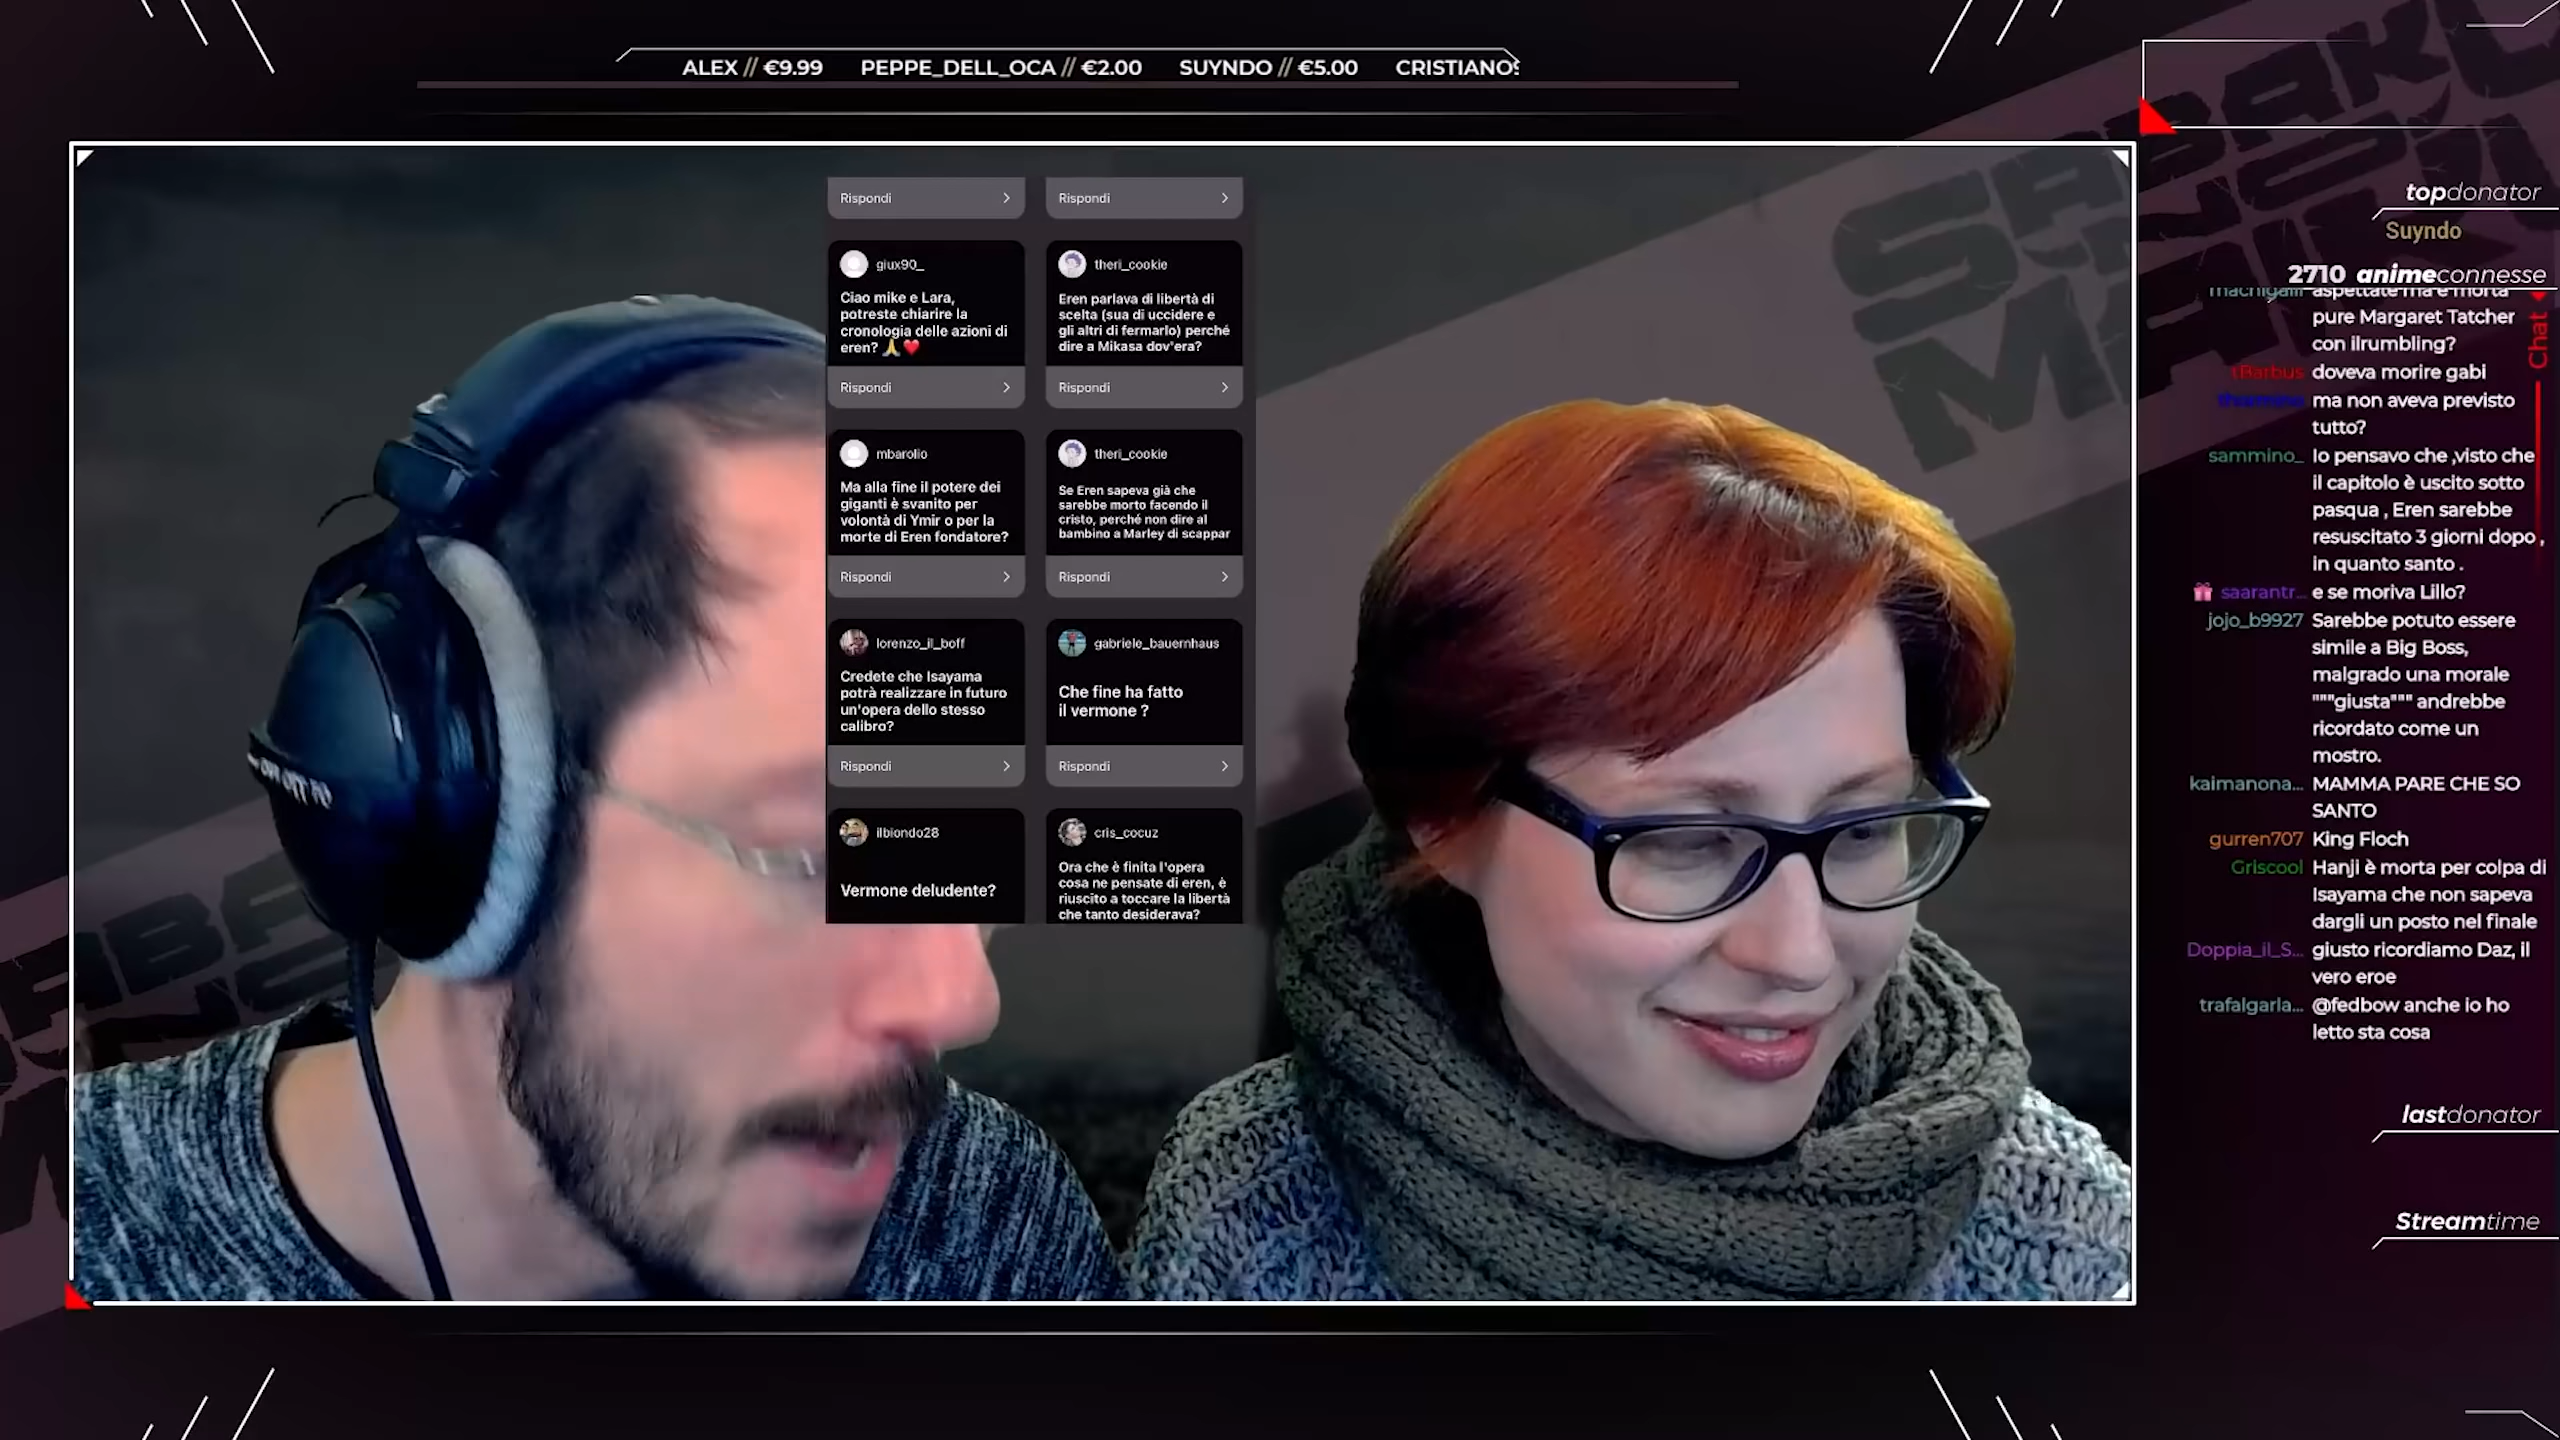 ALEX // €9.99 PEPPE_DELL_OCA // €2.00 SUYNDO // €5.00 CRISTIANO
Rispondi
Rispondi
giux90_
Ciao mike e Lara,
potreste chiarire la
cronologia delle azioni di
eren? 🙏❤️
Rispondi
theri_cookie
Eren parlava di libertà di
scelta (sua di uccidere e
gli altri di fermarlo) perché
dire a Mikasa dov'era?
Rispondi
mbarolio
Ma alla fine il potere dei
giganti è svanito per
volontà di Ymir o per la
morte di Eren fondatore?
Rispondi
theri_cookie
Se Eren sapeva già che
sarebbe morto facendo il
cristo, perché non dire al
bambino a Marley di scappar
Rispondi
lorenzo_il_boff
Credete che Isayama
potrà realizzare in futuro
un'opera dello stesso
calibro?
Rispondi
gabriele_bauernhaus
Che fine ha fatto
il vermone ?
Rispondi
ilbiondo28
Vermone deludente?
cris_cocuz
Ora che è finita l'opera
cosa ne pensate di eren, è
riuscito a toccare la libertà
che tanto desiderava?
topdonator
Suyndo
2710 animeconnesse
Chat
machigalll aspettate ma è morta
pure Margaret Tatcher
con ilrumbling?
tBarbus doveva morire gabi
ma non aveva previsto
tutto?
sammino_ Io pensavo che ,visto che
il capitolo è uscito sotto
pasqua , Eren sarebbe
resuscitato 3 giorni dopo ,
in quanto santo .
saarantr... e se moriva Lillo?
jojo_b9927 Sarebbe potuto essere
simile a Big Boss,
malgrado una morale
"""giusta""" andrebbe
ricordato come un
mostro.
kaimanona... MAMMA PARE CHE SO
SANTO
gurren707 King Floch
Griscool Hanji è morta per colpa di
Isayama che non sapeva
dargli un posto nel finale
Doppia_il_S... giusto ricordiamo Daz, il
vero eroe
trafalgarla... @fedbow anche io ho
letto sta cosa
lastdonator
Streamtime